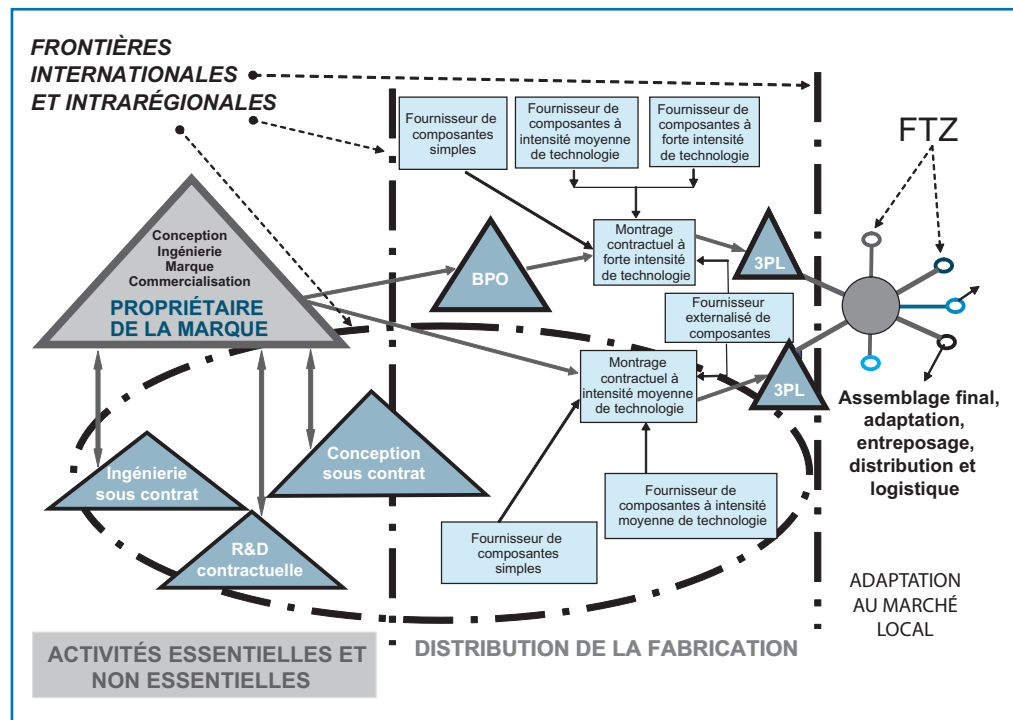 FRONTIÈRES
INTERNATIONALES
ET INTRARÉGIONALES
Fournisseur de
composantes
simples
Fournisseur de
composantes à
intensité moyenne
de technologie
Fournisseur de
composantes à
forte intensité
de technologie
FTZ
Conception
Ingénierie
Marque
Commercialisation
PROPRIÉTAIRE
DE LA MARQUE
BPO
Montrage
contractuel à
forte intensité
de technologie
3PL
Fournisseur
externalisé de
composantes
Montrage
contractuel à
intensité moyenne
de technologie
3PL
Assemblage final,
adaptation,
entreposage,
distribution et
logistique
Ingénierie
sous contrat
Conception
sous contrat
R&D
contractuelle
Fournisseur de
composantes à intensité
moyenne de technologie
Fournisseur de
composantes
simples
ADAPTATION
AU MARCHÉ
LOCAL
ACTIVITÉS ESSENTIELLES ET
NON ESSENTIELLES
DISTRIBUTION DE LA FABRICATION